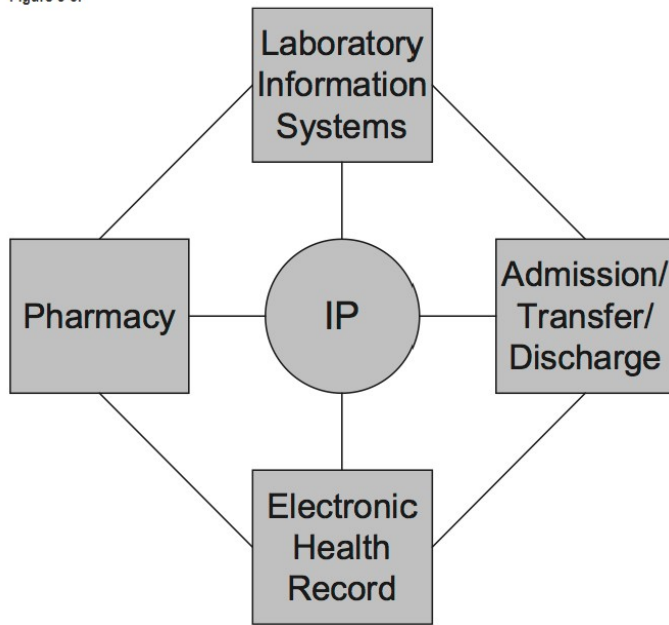 Laboratory
Information
Systems
Pharmacy
IP
Admission/
Transfer/
Discharge
Electronic
Health
Record